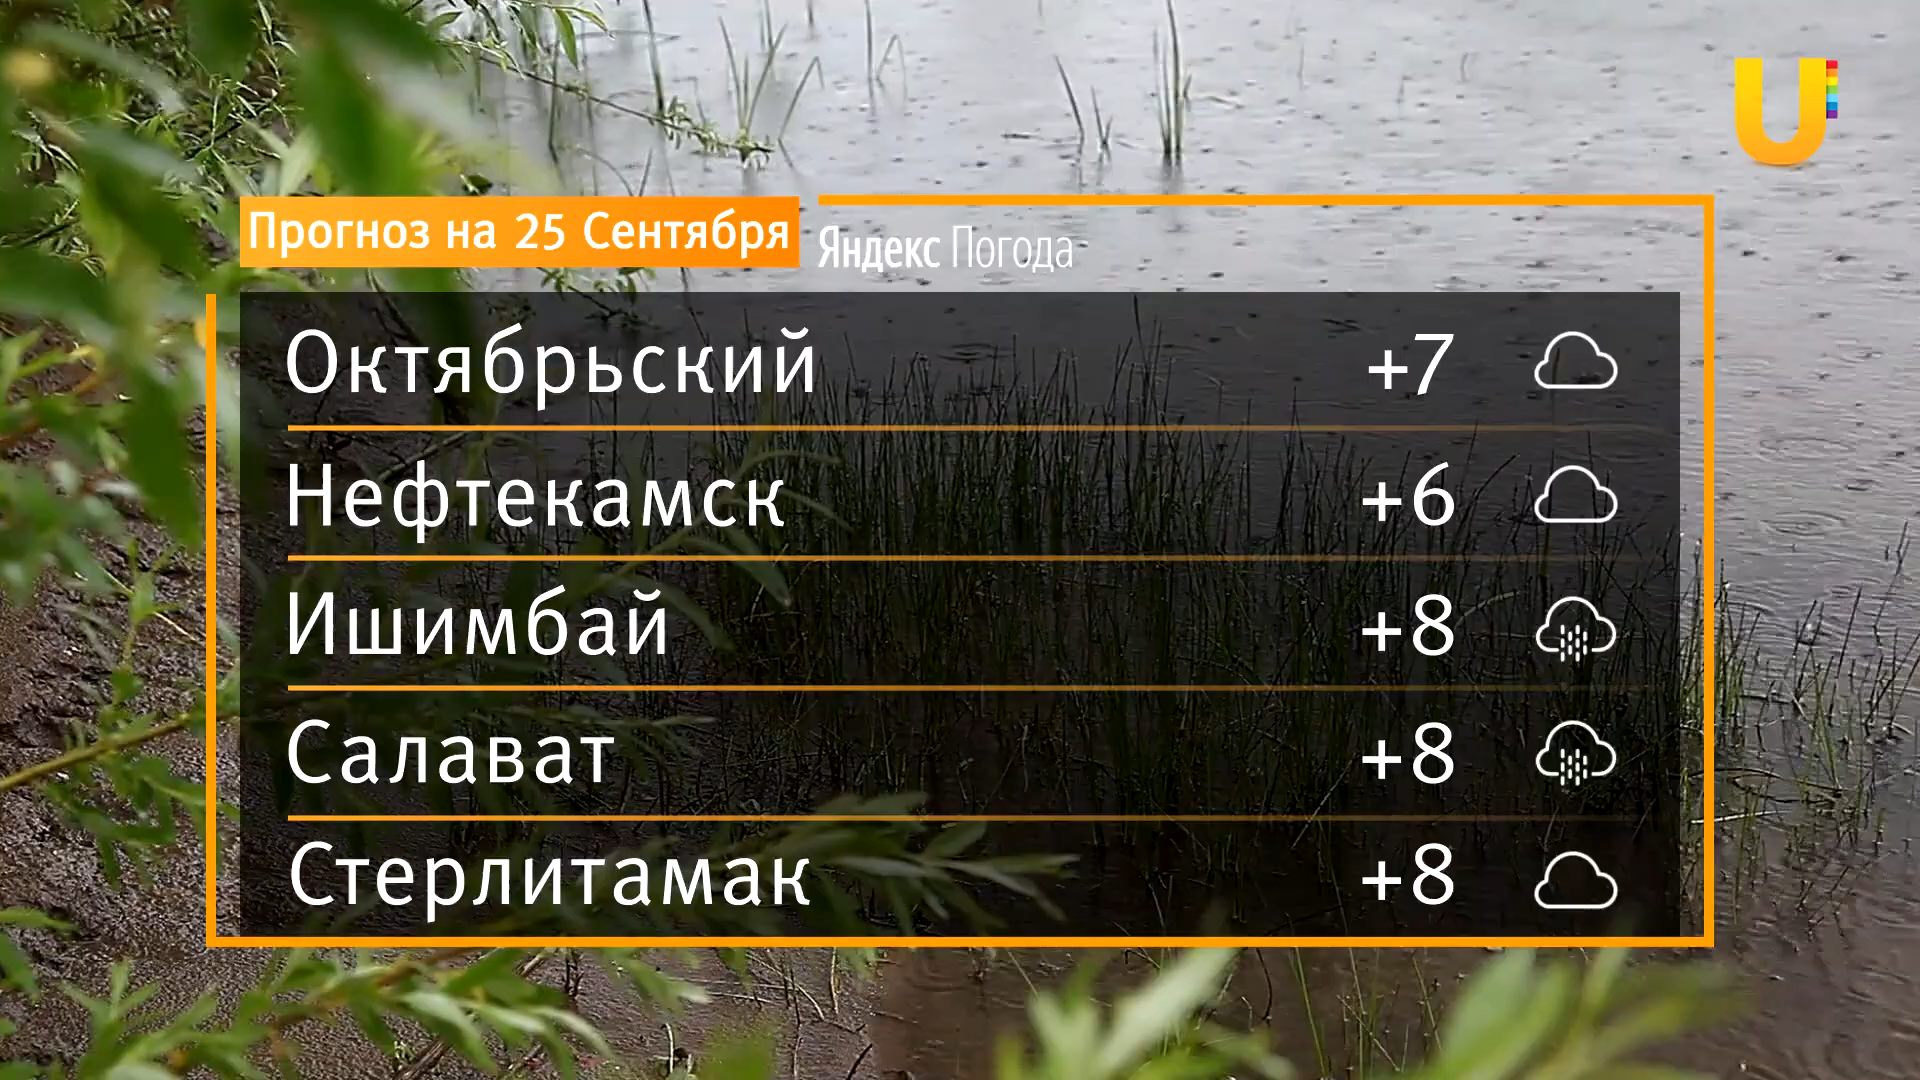 U
Прогноз на 25 Сентября
Яндекс Погода
Октябрьский +7
Нефтекамск +6
Ишимбай +8
Салават +8
Стерлитамак +8